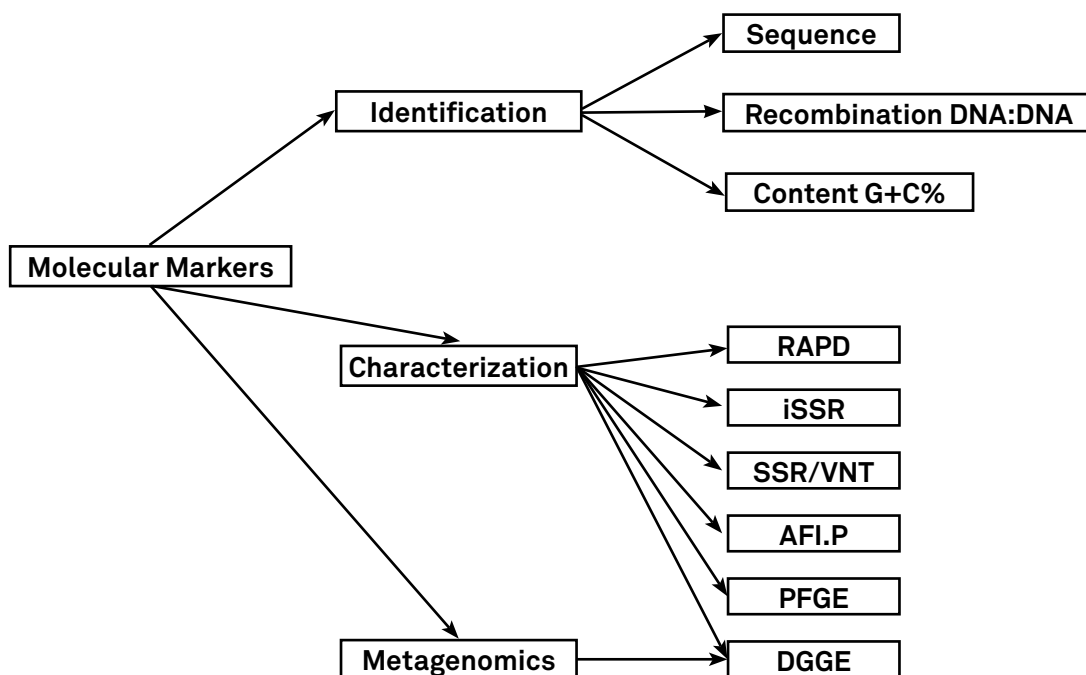 Sequence
Identification
Recombination DNA:DNA
Content G+C%
Molecular Markers
RAPD
Characterization
iSSR
SSR/VNT
AFI.P
PFGE
Metagenomics
DGGE